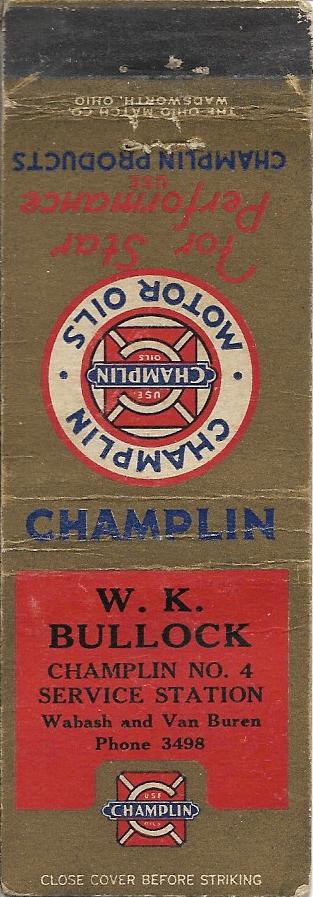 THE OHIO MATCH CO.
WADSWORTH, OHIO
For Star
Performance
USE
CHAMPLIN PRODUCTS
CHAMPLIN
• MOTOR OILS •
USE
CHAMPLIN
OILS
CHAMPLIN
W. K.
BULLOCK
CHAMPLIN NO. 4
SERVICE STATION
Wabash and Van Buren
Phone 3498
USE
CHAMPLIN
OILS
CLOSE COVER BEFORE STRIKING